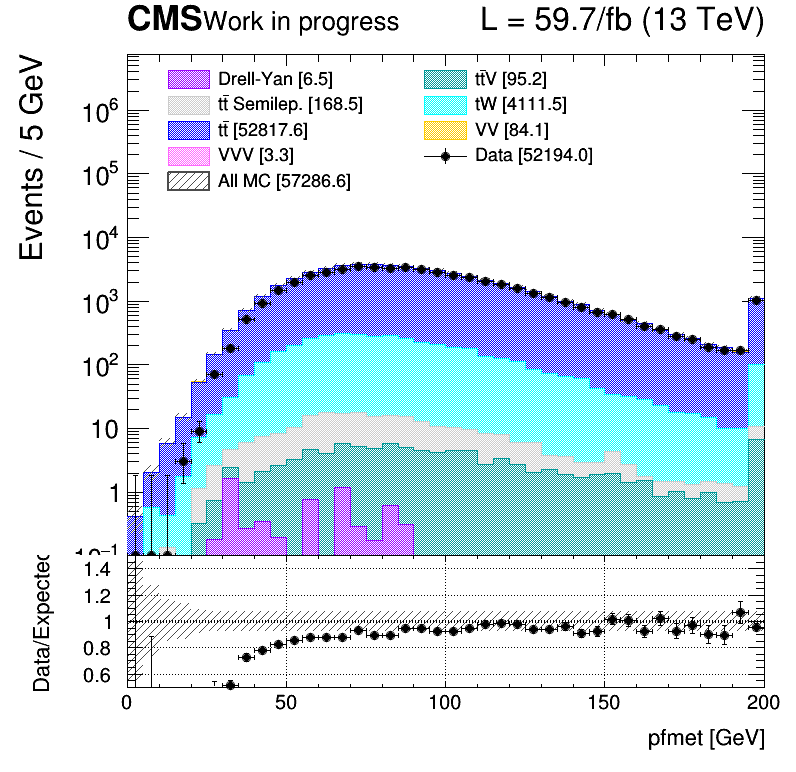 CMS Work in progress L = 59.7/fb (13 TeV)
Events / 5 GeV
Drell-Yan [6.5] tt̄V [95.2]
tt̄ Semilep. [168.5] tW [4111.5]
tt̄ [52817.6] VV [84.1]
VVV [3.3] Data [52194.0]
All MC [57286.6]
10⁶
10⁵
10⁴
10³
10²
10
1
10⁻¹
Data/Expected
1.4
1.2
1
0.8
0.6
0 50 100 150 200
pfmet [GeV]